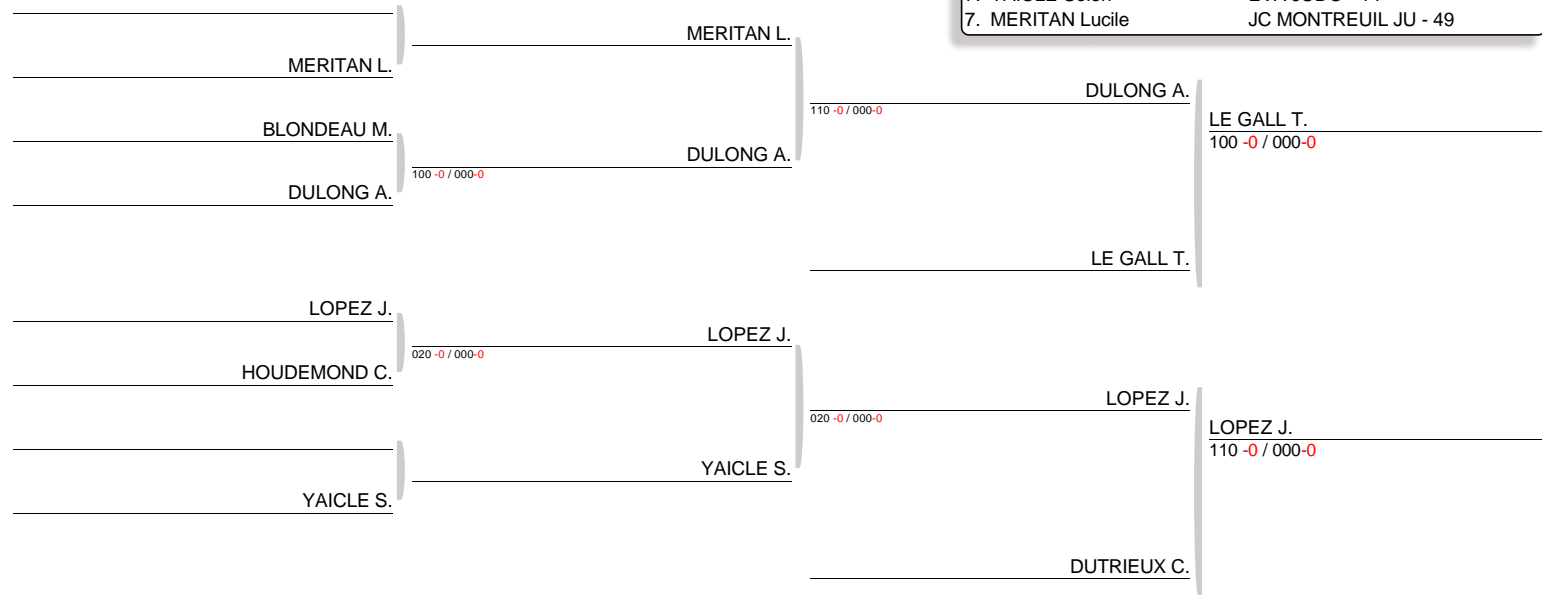 7. MERITAN Lucile JC MONTREUIL JU - 49
MERITAN L.
MERITAN L.
DULONG A.
110 -0 / 000-0
LE GALL T.
100 -0 / 000-0
BLONDEAU M.
DULONG A.
100 -0 / 000-0
DULONG A.
LE GALL T.
LOPEZ J.
LOPEZ J.
020 -0 / 000-0
HOUDEMOND C.
LOPEZ J.
020 -0 / 000-0
LOPEZ J.
110 -0 / 000-0
YAICLE S.
YAICLE S.
DUTRIEUX C.